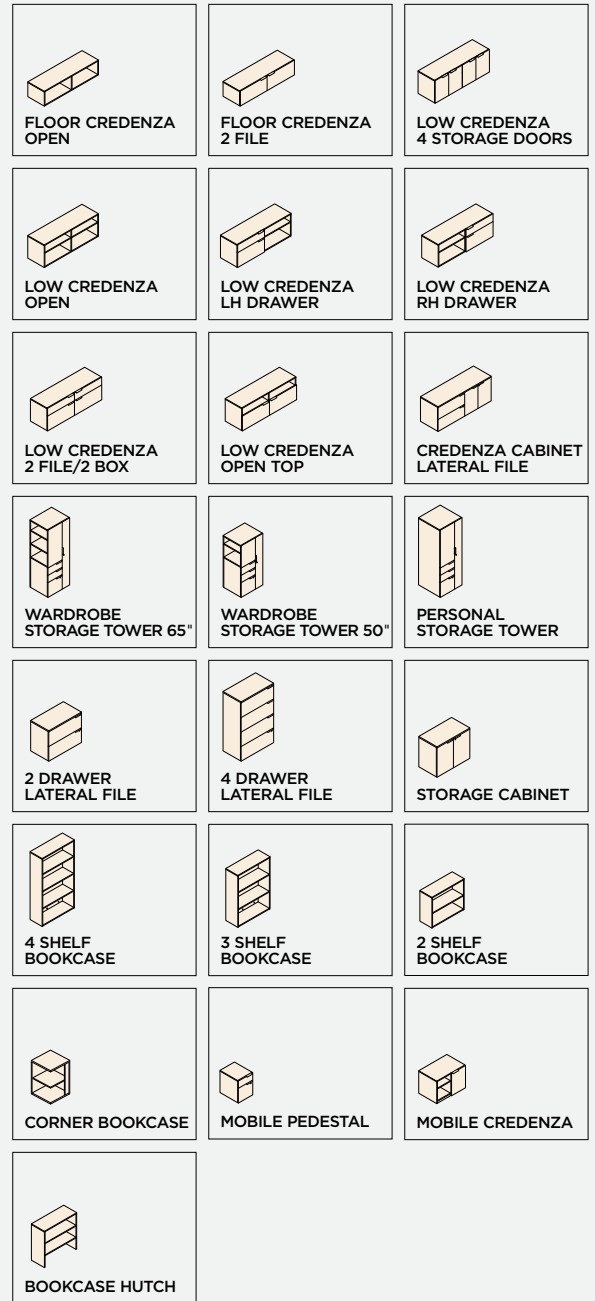 FLOOR CREDENZA
OPEN
FLOOR CREDENZA
2 FILE
LOW CREDENZA
4 STORAGE DOORS
LOW CREDENZA
OPEN
LOW CREDENZA
LH DRAWER
LOW CREDENZA
RH DRAWER
LOW CREDENZA
2 FILE/2 BOX
LOW CREDENZA
OPEN TOP
CREDENZA CABINET
LATERAL FILE
WARDROBE
STORAGE TOWER 65"
WARDROBE
STORAGE TOWER 50"
PERSONAL
STORAGE TOWER
2 DRAWER
LATERAL FILE
4 DRAWER
LATERAL FILE
STORAGE CABINET
4 SHELF
BOOKCASE
3 SHELF
BOOKCASE
2 SHELF
BOOKCASE
CORNER BOOKCASE
MOBILE PEDESTAL
MOBILE CREDENZA
BOOKCASE HUTCH